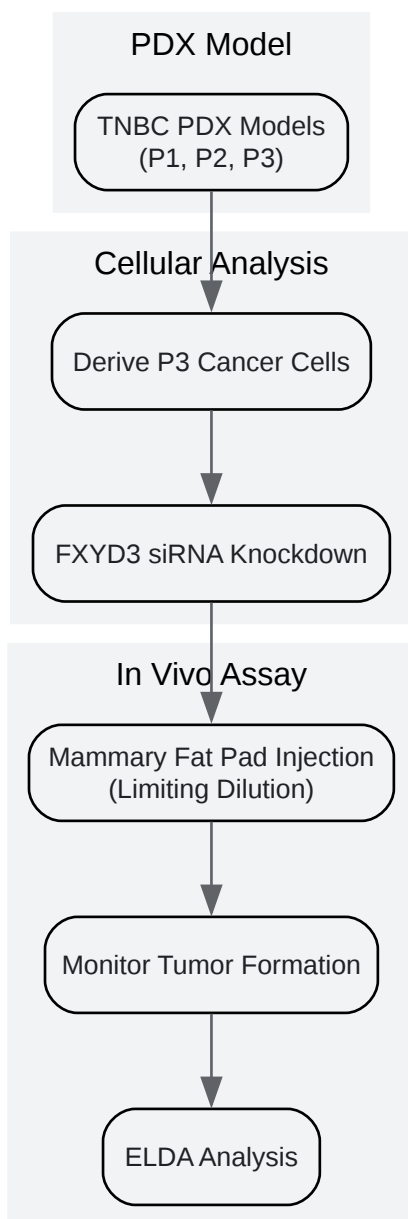 PDX Model
TNBC PDX Models
(P1, P2, P3)
Cellular Analysis
Derive P3 Cancer Cells
FXYD3 siRNA Knockdown
In Vivo Assay
Mammary Fat Pad Injection
(Limiting Dilution)
Monitor Tumor Formation
ELDA Analysis